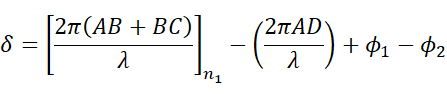 δ = [2π(AB + BC)/λ]n₁ − (2πAD/λ) + ϕ₁ − ϕ₂